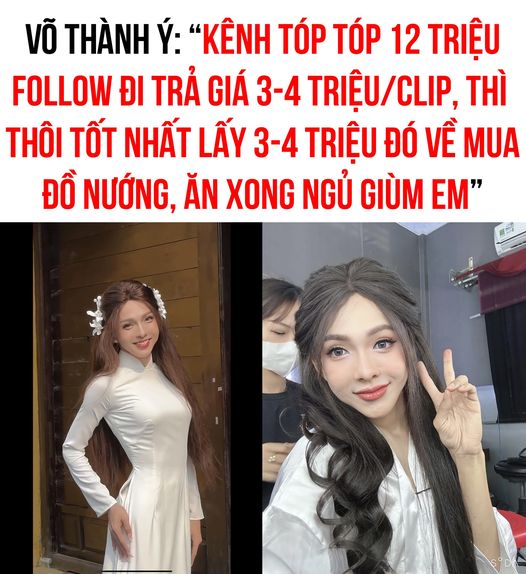 VÕ THÀNH Ý: “KÊNH TÓP TÓP 12 TRIỆU
FOLLOW ĐI TRẢ GIÁ 3-4 TRIỆU/CLIP, THÌ
THÔI TỐT NHẤT LẤY 3-4 TRIỆU ĐÓ VỀ MUA
ĐỒ NƯỚNG, ĂN XONG NGỦ GIÙM EM”